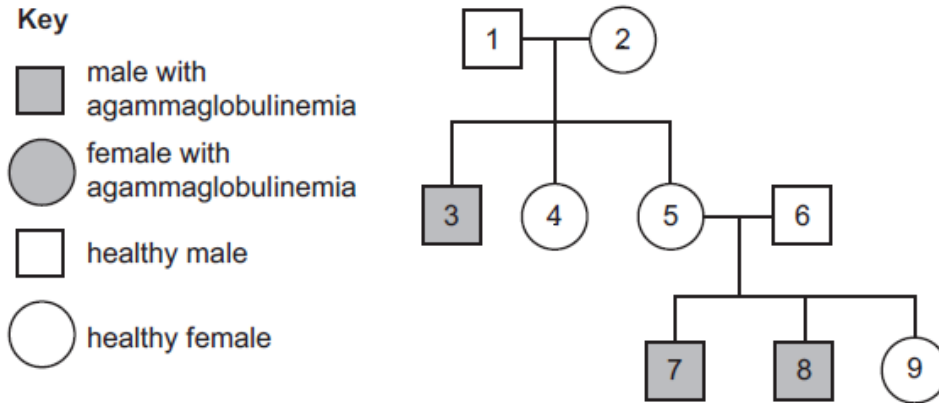 Key
male with
agammaglobulinemia
female with
agammaglobulinemia
healthy male
healthy female
1 2
3 4 5 6
7 8 9